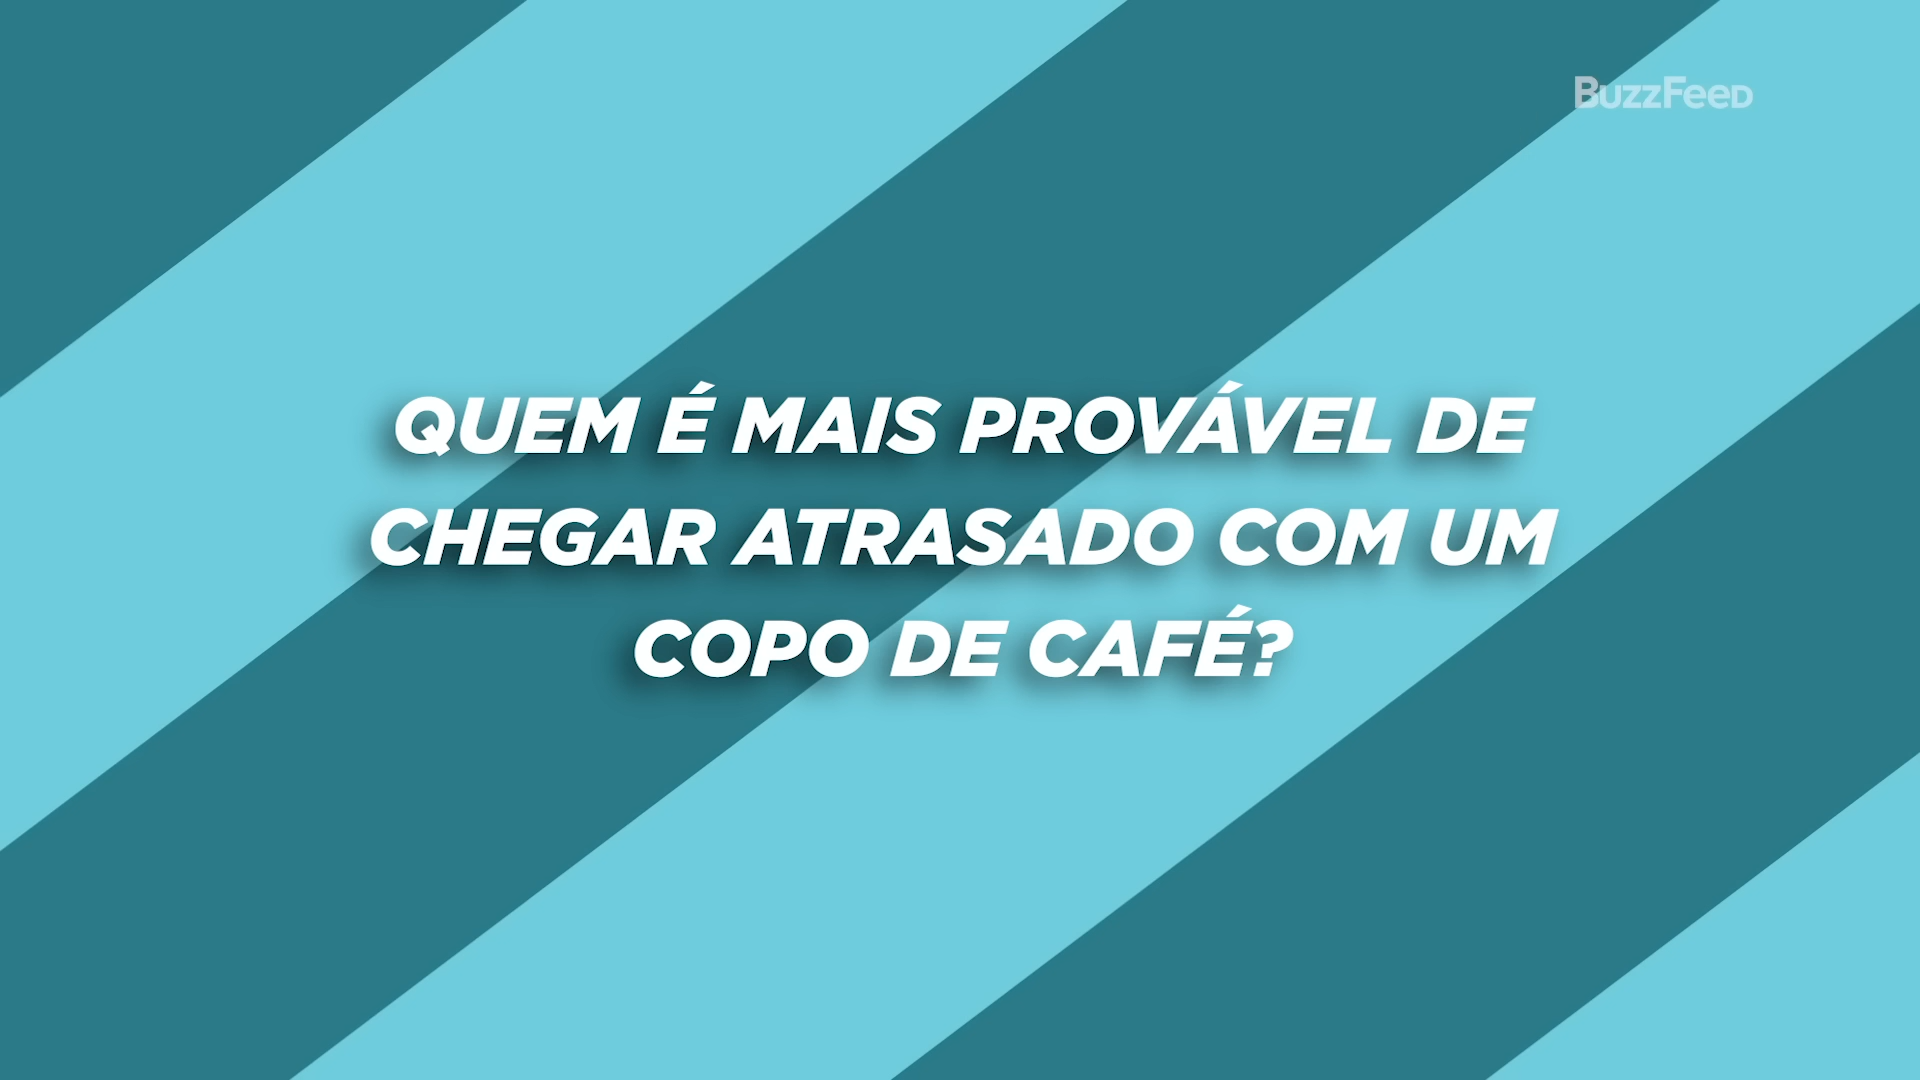 BuzzFeed
QUEM É MAIS PROVÁVEL DE
CHEGAR ATRASADO COM UM
COPO DE CAFÉ?